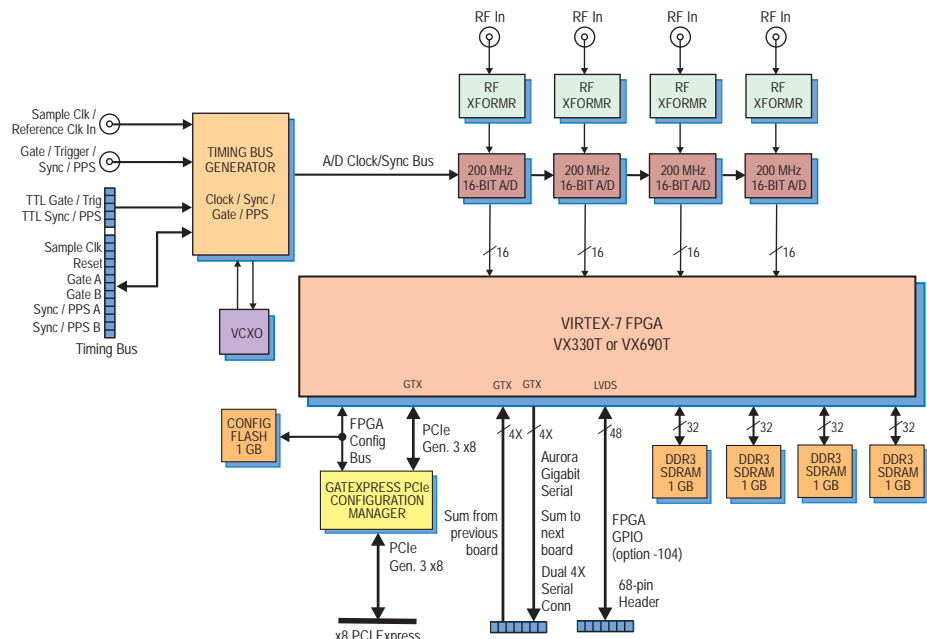 RF In
RF In
RF In
RF In
RF
XFORMR
RF
XFORMR
RF
XFORMR
RF
XFORMR
Sample Clk /
Reference Clk In
Gate / Trigger /
Sync / PPS
TTL Gate / Trig
TTL Sync / PPS
Sample Clk
Reset
Gate A
Gate B
Sync / PPS A
Sync / PPS B
Timing Bus
TIMING BUS
GENERATOR
Clock / Sync /
Gate / PPS
VCXO
A/D Clock/Sync Bus
200 MHz
16-BIT A/D
200 MHz
16-BIT A/D
200 MHz
16-BIT A/D
200 MHz
16-BIT A/D
16
16
16
16
VIRTEX-7 FPGA
VX330T or VX690T
GTX
GTX
GTX
LVDS
CONFIG
FLASH
1 GB
FPGA
Config
Bus
PCIe
Gen. 3 x8
4X
4X
48
32
32
32
32
GATEXPRESS PCIe
CONFIGURATION
MANAGER
PCIe
Gen. 3 x8
x8 PCI Express
Sum from
previous
board
Aurora
Gigabit
Serial
Sum to
next
board
Dual 4X
Serial
Conn
FPGA
GPIO
(option -104)
68-pin
Header
DDR3
SDRAM
1 GB
DDR3
SDRAM
1 GB
DDR3
SDRAM
1 GB
DDR3
SDRAM
1 GB